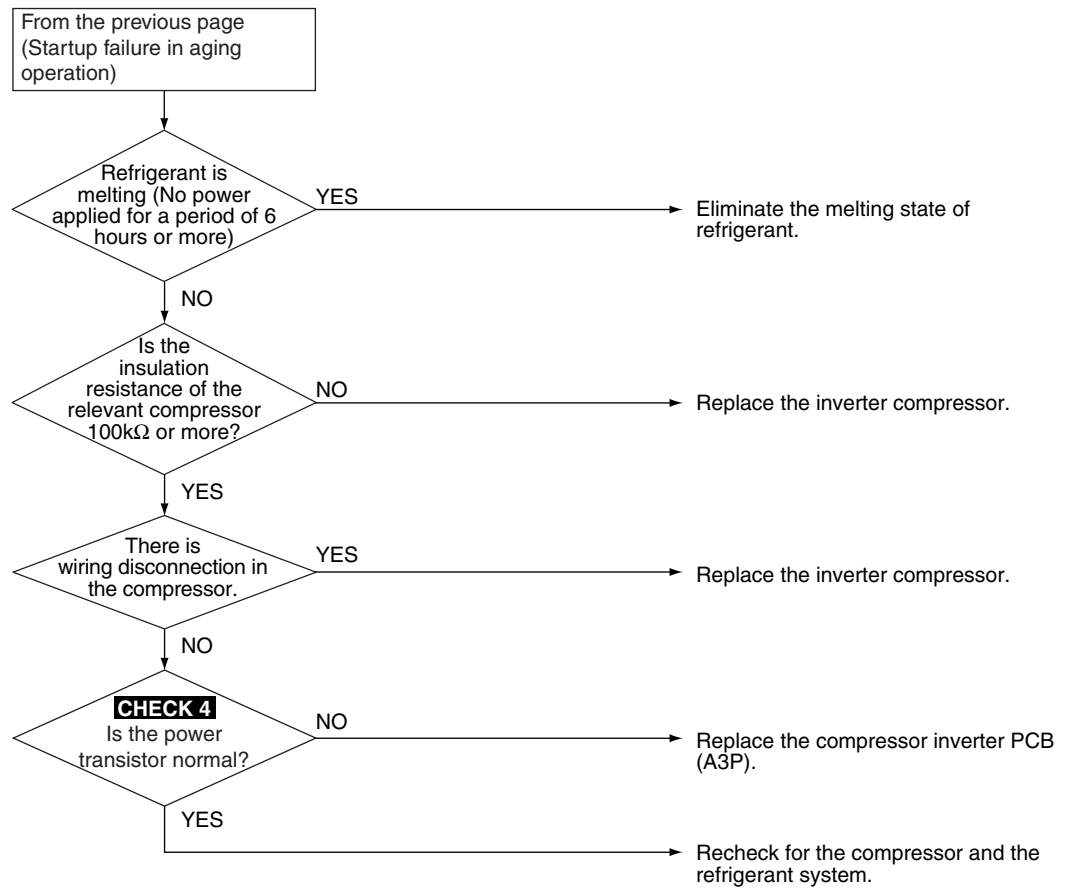 From the previous page
(Startup failure in aging
operation)
Refrigerant is
melting (No power
applied for a period of 6
hours or more)
YES
Eliminate the melting state of
refrigerant.
NO
Is the
insulation
resistance of the
relevant compressor
100kΩ or more?
NO
Replace the inverter compressor.
YES
There is
wiring disconnection in
the compressor.
YES
Replace the inverter compressor.
NO
CHECK 4
Is the power
transistor normal?
NO
Replace the compressor inverter PCB
(A3P).
YES
Recheck for the compressor and the
refrigerant system.